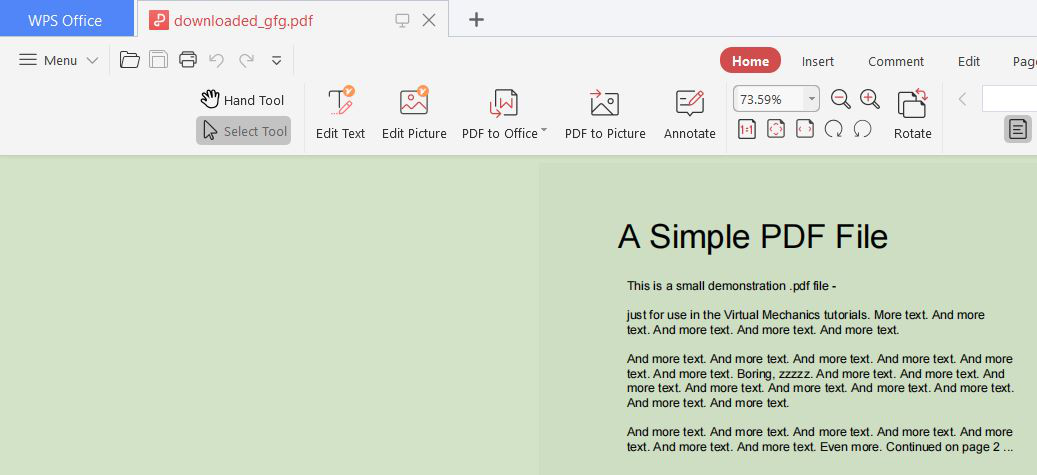 WPS Office
downloaded_gfg.pdf
Menu
Home
Insert
Comment
Edit
Hand Tool
Select Tool
Edit Text
Edit Picture
PDF to Office
PDF to Picture
Annotate
73.59%
1:1
Rotate
A Simple PDF File
This is a small demonstration .pdf file -
just for use in the Virtual Mechanics tutorials. More text. And more
text. And more text. And more text. And more text.
And more text. And more text. And more text. And more text. And more
text. And more text. Boring, zzzzz. And more text. And more text. And
more text. And more text. And more text. And more text. And more text.
And more text. And more text.
And more text. And more text. And more text. And more text. And more
text. And more text. And more text. Even more. Continued on page 2 ...